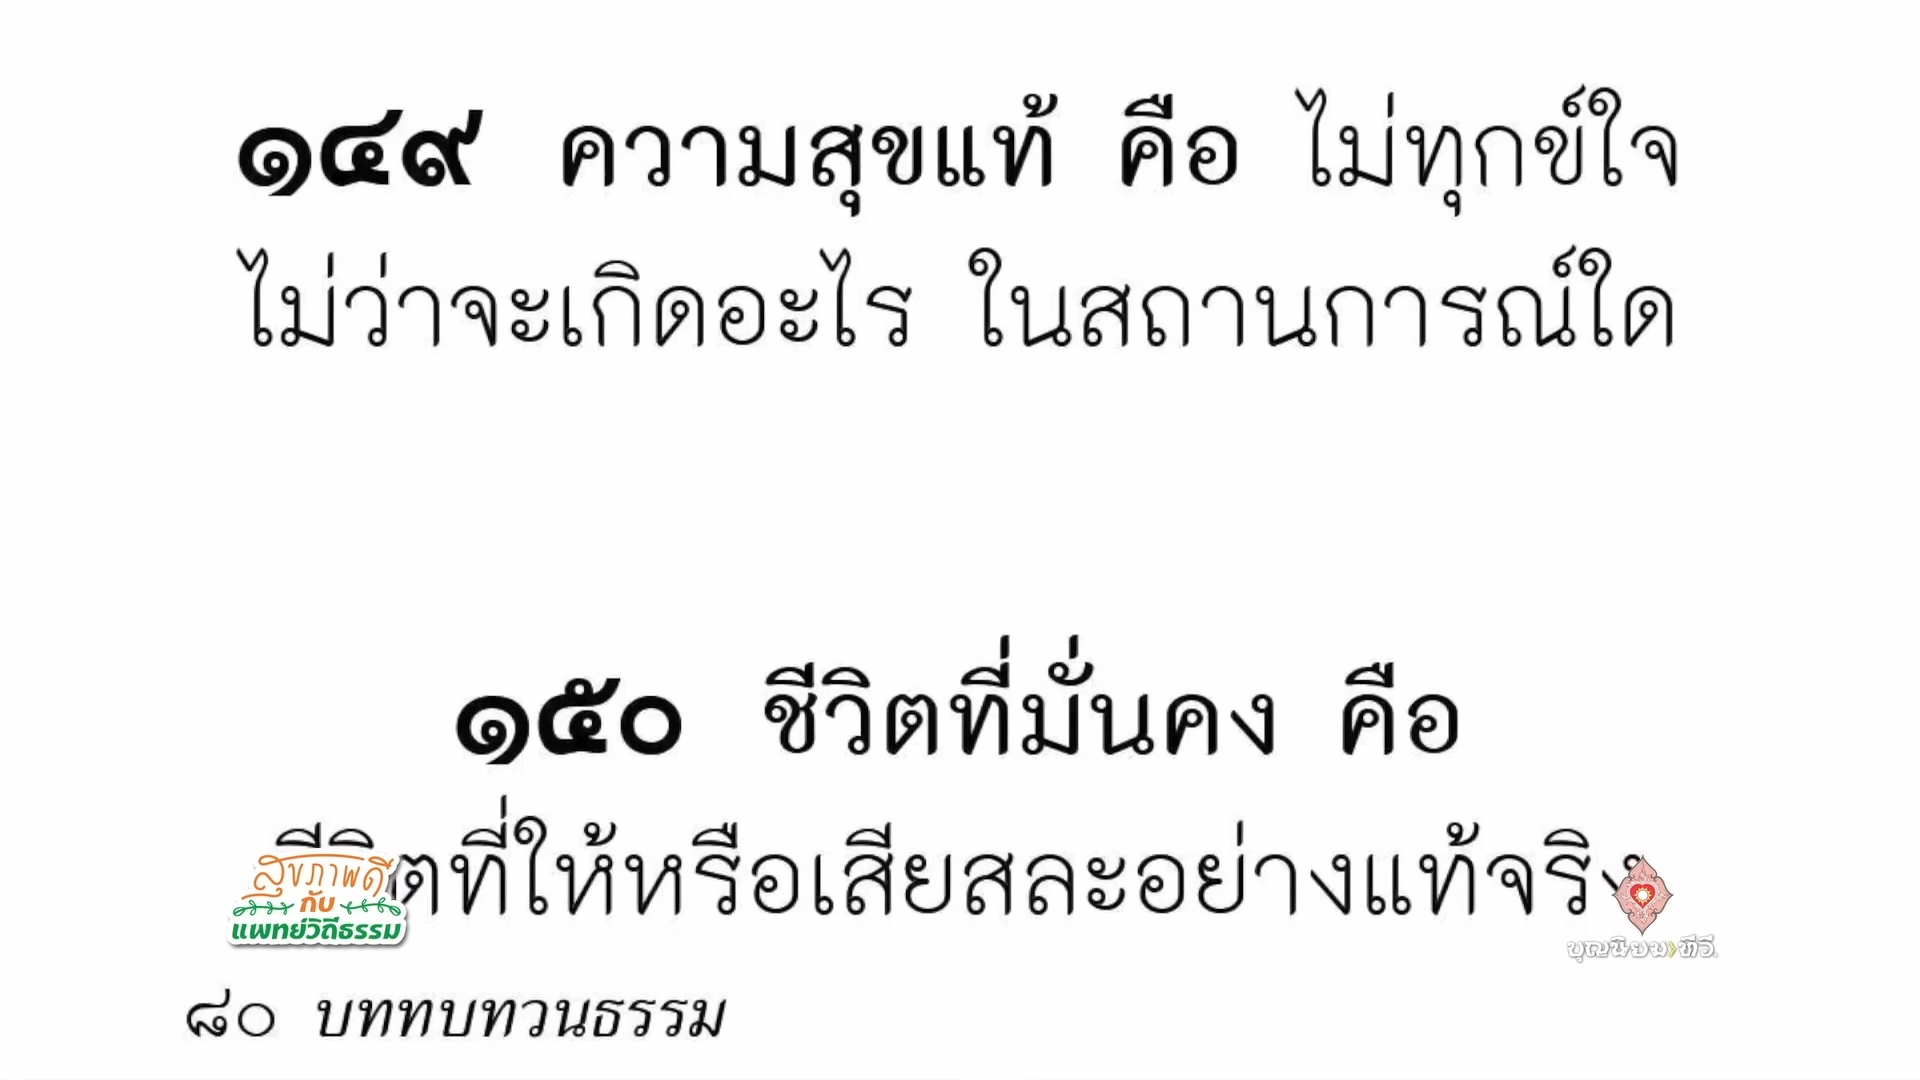 ๑๔๙ ความสุขแท้ คือ ไม่ทุกข์ใจ
ไม่ว่าจะเกิดอะไร ในสถานการณ์ใด
๑๕๐ ชีวิตที่มั่นคง คือ
ชีวิตที่ให้หรือเสียสละอย่างแท้จริง
สุขภาพดี
กับ
แพทย์วิถีธรรม
บุญนิยมทีวี
๘๐ บททบทวนธรรม